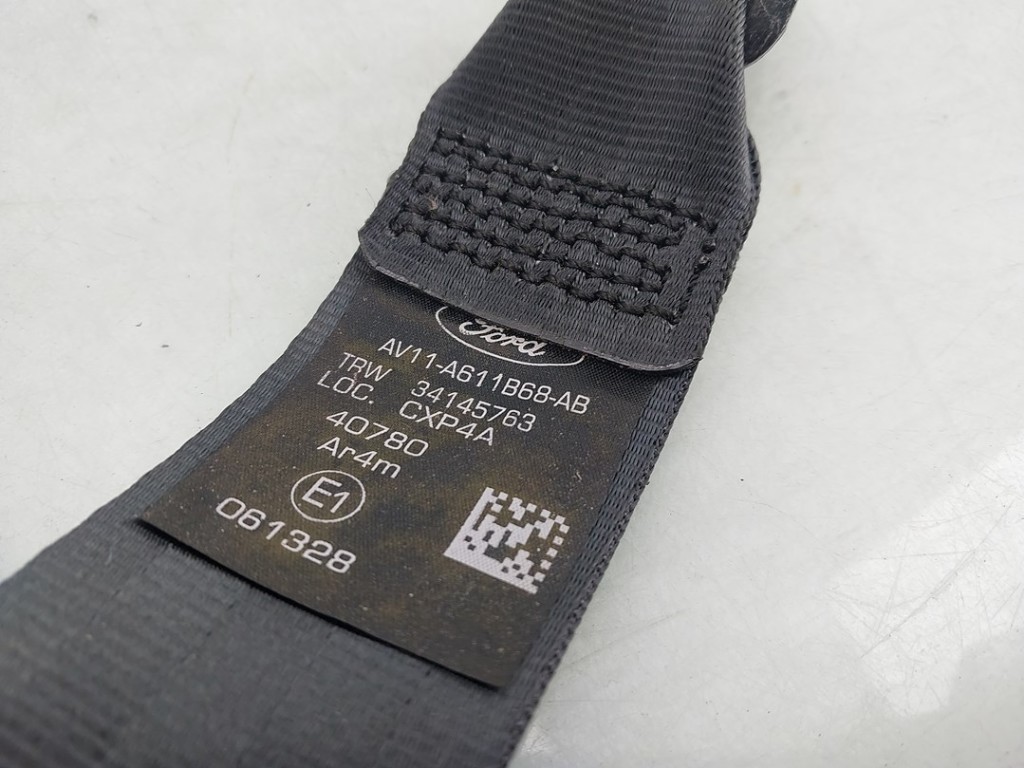 Ford
AV11-A611B68-AB
TRW 34145763
LOC. CXP4A
40780
Ar4m
E1
061328